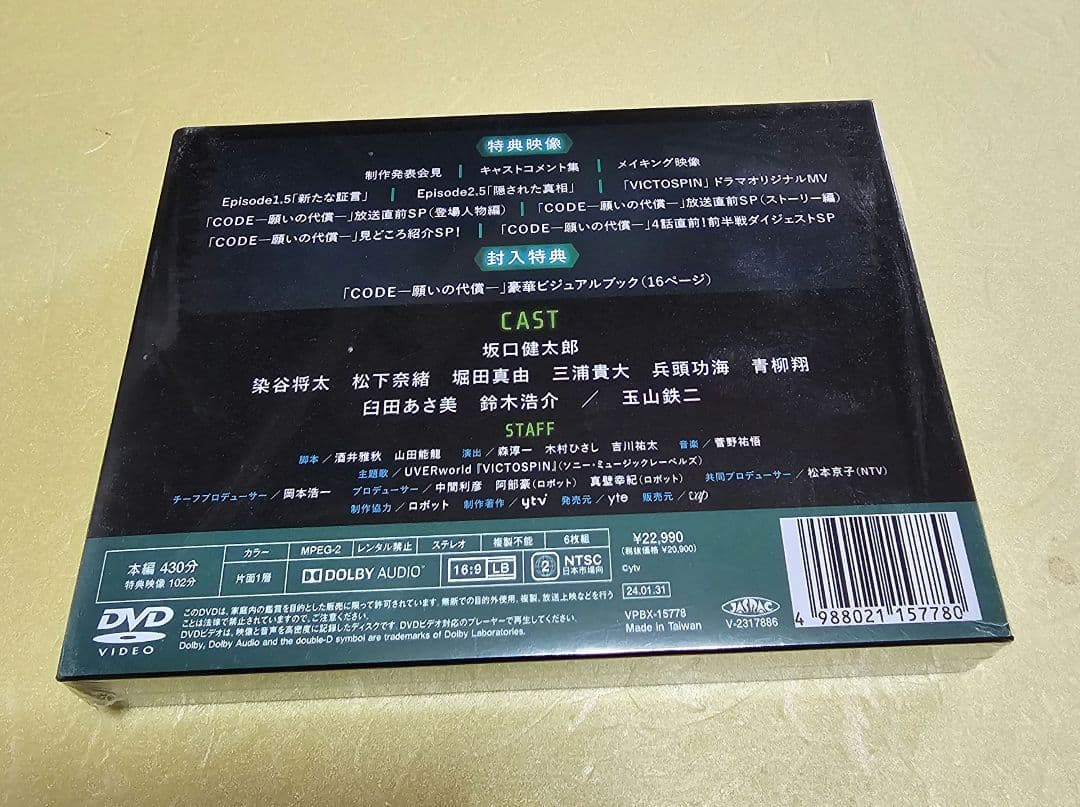 特典映像
制作発表会見 | キャストコメント集 | メイキング映像
Episode1.5「新たな証言」 | Episode2.5「隠された真相」 | 「VICTOSPIN」ドラマオリジナルMV
「CODE―願いの代償―」放送直前SP(登場人物編) | 「CODE―願いの代償―」放送直前SP(ストーリー編)
「CODE―願いの代償―」見どころ紹介SP! | 「CODE―願いの代償―」4話直前!前半戦ダイジェストSP
封入特典
「CODE―願いの代償―」豪華ビジュアルブック(16ページ)
CAST
坂口健太郎
染谷将太 松下奈緒 堀田真由 三浦貴大 兵頭功海 青柳翔
臼田あさ美 鈴木浩介 / 玉山鉄二
STAFF
脚本/酒井雅秋 山田能龍 演出/森淳一 木村ひさし 吉川祐太 音楽/菅野祐悟
主題歌/UVERworld『VICTOSPIN』(ソニー・ミュージックレーベルズ)
チーフプロデューサー/岡本浩一 プロデューサー/中間利彦 阿部豪(ロボット) 真壁幸紀(ロボット) 共同プロデューサー/松本京子(NTV)
制作協力/ロボット 制作著作/ytv 発売元/yte 販売元/vap
本編 430分
特典映像 102分
カラー MPEG-2 レンタル禁止 ステレオ 複製不能 6枚組
片面1層 DOLBY AUDIO™ 16:9 LB 2 NTSC 日本市場向
¥22,990
(税抜価格 ¥20,900)
©ytv
24.01.31
VPBX-15778
Made in Taiwan
JASRAC
V-2317886
4 988021 157780
DVD
VIDEO
このDVDは、家庭内の鑑賞を目的とした販売に限って許可されています。無断での目的外使用、複製、放送、上映などを行う
ことは法律で禁止されていますので、ご注意ください。
DVDビデオは、映像と音声を高密度に記録したディスクです。DVDビデオ対応のプレーヤーで再生してください。
Dolby, Dolby Audio and the double-D symbol are trademarks of Dolby Laboratories.